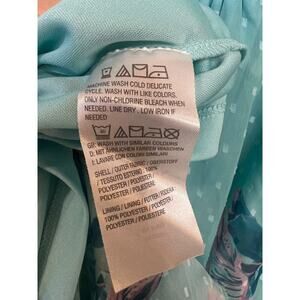 MACHINE WASH COLD DELICATE
CYCLE. WASH WITH LIKE COLORS.
ONLY NON-CHLORINE BLEACH WHEN
NEEDED. LINE DRY. LOW IRON IF
NEEDED
GB: WASH WITH SIMILAR COLOURS
D: MIT ÄHNLICHEN FARBEN WASCHEN
I: LAVARE CON COLORI SIMILARI
SHELL / OUTER FABRIC / OBERSTOFF
/ TESSUTO ESTERNO : 100%
POLYESTER / POLYESTER /
POLYESTER / POLIESTERE
LINING / LINING / FUTTER / FODERA :
100% POLYESTER / POLYESTER /
POLYESTER / POLIESTERE